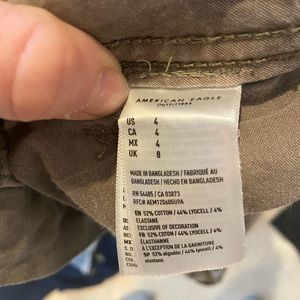 AMERICAN EAGLE
OUTFITTERS
US 4
CA 4
MX 4
UK 8
MADE IN BANGLADESH / FABRIQUÉ AU
BANGLADESH / HECHO EN BANGLADESH
RN 54485 / CA 03873
RFC# AEM1206050U9A
EN 52% COTTON / 44% LYOCELL / 4%
ELASTANE
EXCLUSIVE OF DECORATION
FR 52% COTON / 44% LYOCELL / 4%
ÉLASTHANNE
À L'EXCEPTION DE LA GARNITURE
SP 52% algodón / 44% lyocell / 4%
elastano